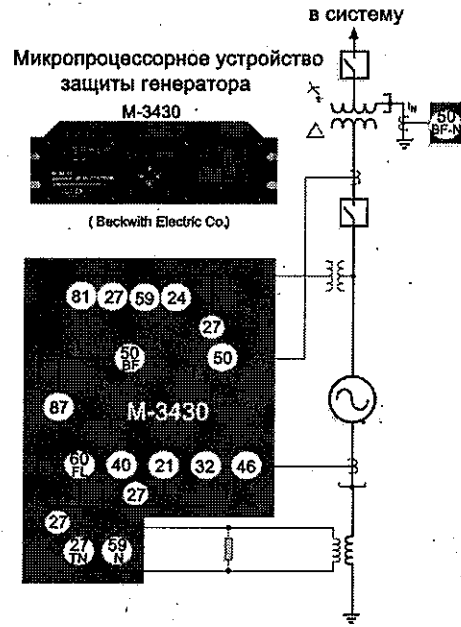 в систему
Микропроцессорное устройство
защиты генератора
M-3430
(Beckwith Electric Co.)
IN
50
BF-N
81 27 59 24
27
50
BF
50
87
M-3430
60
FL
40 21 32 46
27
27
27
TN
59
N